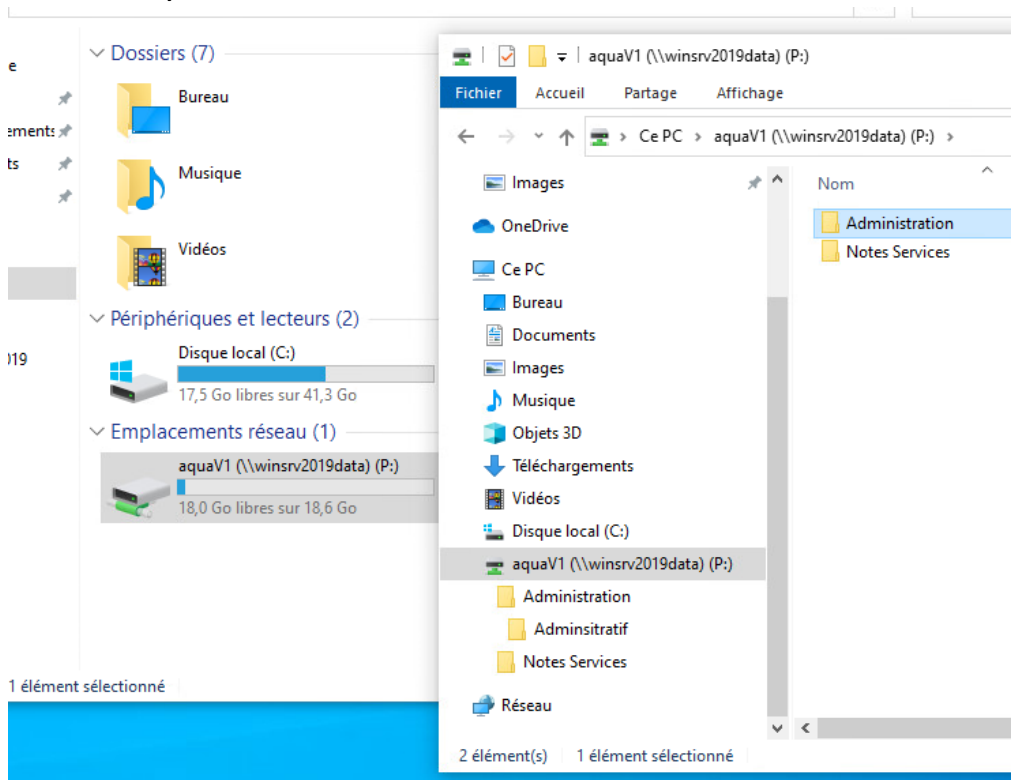 e
ements
ts
019
Dossiers (7)
Bureau
Musique
Vidéos
Périphériques et lecteurs (2)
Disque local (C:)
17,5 Go libres sur 41,3 Go
Emplacements réseau (1)
aquaV1 (\\winsrv2019data) (P:)
18,0 Go libres sur 18,6 Go
1 élément sélectionné
aquaV1 (\\winsrv2019data) (P:)
Fichier Accueil Partage Affichage
Ce PC > aquaV1 (\\winsrv2019data) (P:) >
Images
OneDrive
Ce PC
Bureau
Documents
Images
Musique
Objets 3D
Téléchargements
Vidéos
Disque local (C:)
aquaV1 (\\winsrv2019data) (P:)
Administration
Adminsitratif
Notes Services
Réseau
Nom
Administration
Notes Services
2 élément(s) 1 élément sélectionné